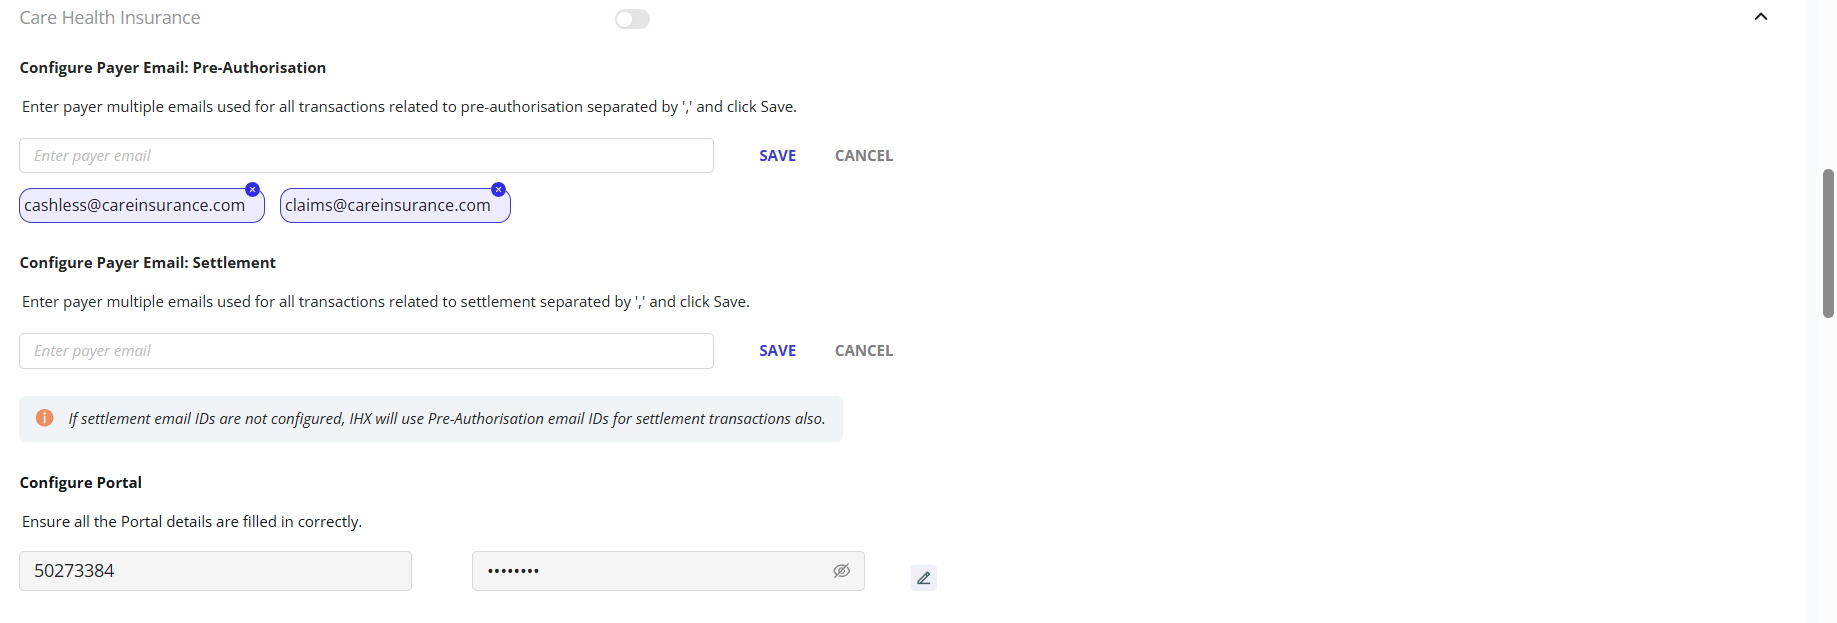 Care Health Insurance
Configure Payer Email: Pre-Authorisation
Enter payer multiple emails used for all transactions related to pre-authorisation separated by ',' and click Save.
Enter payer email SAVE CANCEL
cashless@careinsurance.com claims@careinsurance.com
Configure Payer Email: Settlement
Enter payer multiple emails used for all transactions related to settlement separated by ',' and click Save.
Enter payer email SAVE CANCEL
If settlement email IDs are not configured, IHX will use Pre-Authorisation email IDs for settlement transactions also.
Configure Portal
Ensure all the Portal details are filled in correctly.
50273384 ••••••••